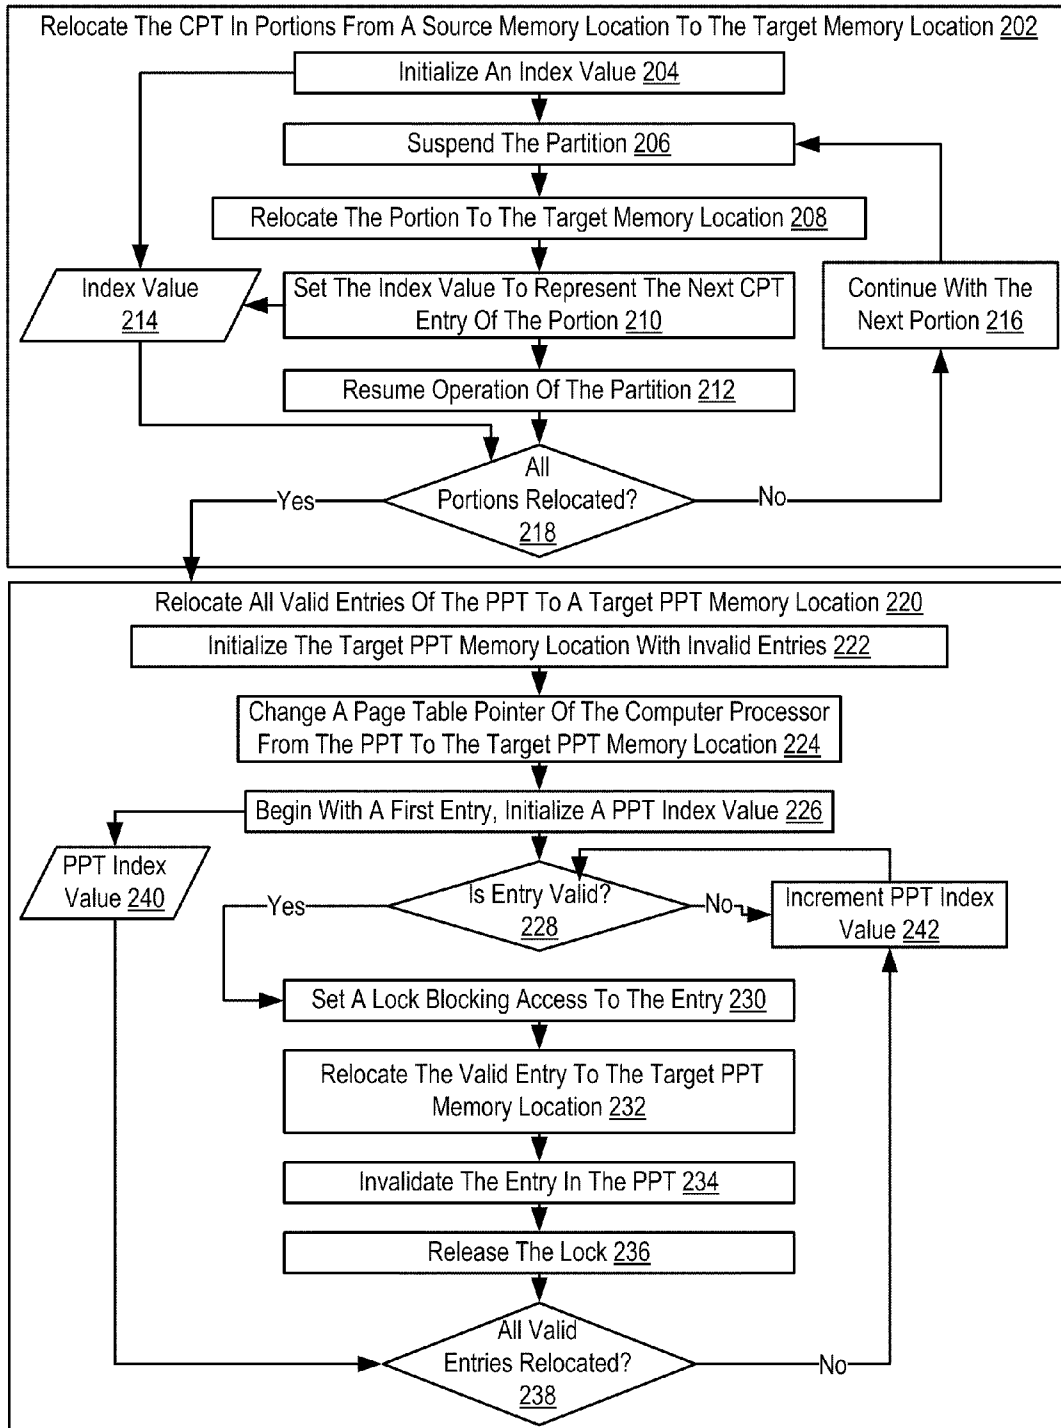 Relocate The CPT In Portions From A Source Memory Location To The Target Memory Location 202
Initialize An Index Value 204
Suspend The Partition 206
Relocate The Portion To The Target Memory Location 208
Index Value
214
Set The Index Value To Represent The Next CPT
Entry Of The Portion 210
Continue With The
Next Portion 216
Resume Operation Of The Partition 212
All
Portions Relocated?
218
Yes
No
Relocate All Valid Entries Of The PPT To A Target PPT Memory Location 220
Initialize The Target PPT Memory Location With Invalid Entries 222
Change A Page Table Pointer Of The Computer Processor
From The PPT To The Target PPT Memory Location 224
Begin With A First Entry, Initialize A PPT Index Value 226
PPT Index
Value 240
Is Entry Valid?
228
Yes
No
Increment PPT Index
Value 242
Set A Lock Blocking Access To The Entry 230
Relocate The Valid Entry To The Target PPT
Memory Location 232
Invalidate The Entry In The PPT 234
Release The Lock 236
All Valid
Entries Relocated?
238
No